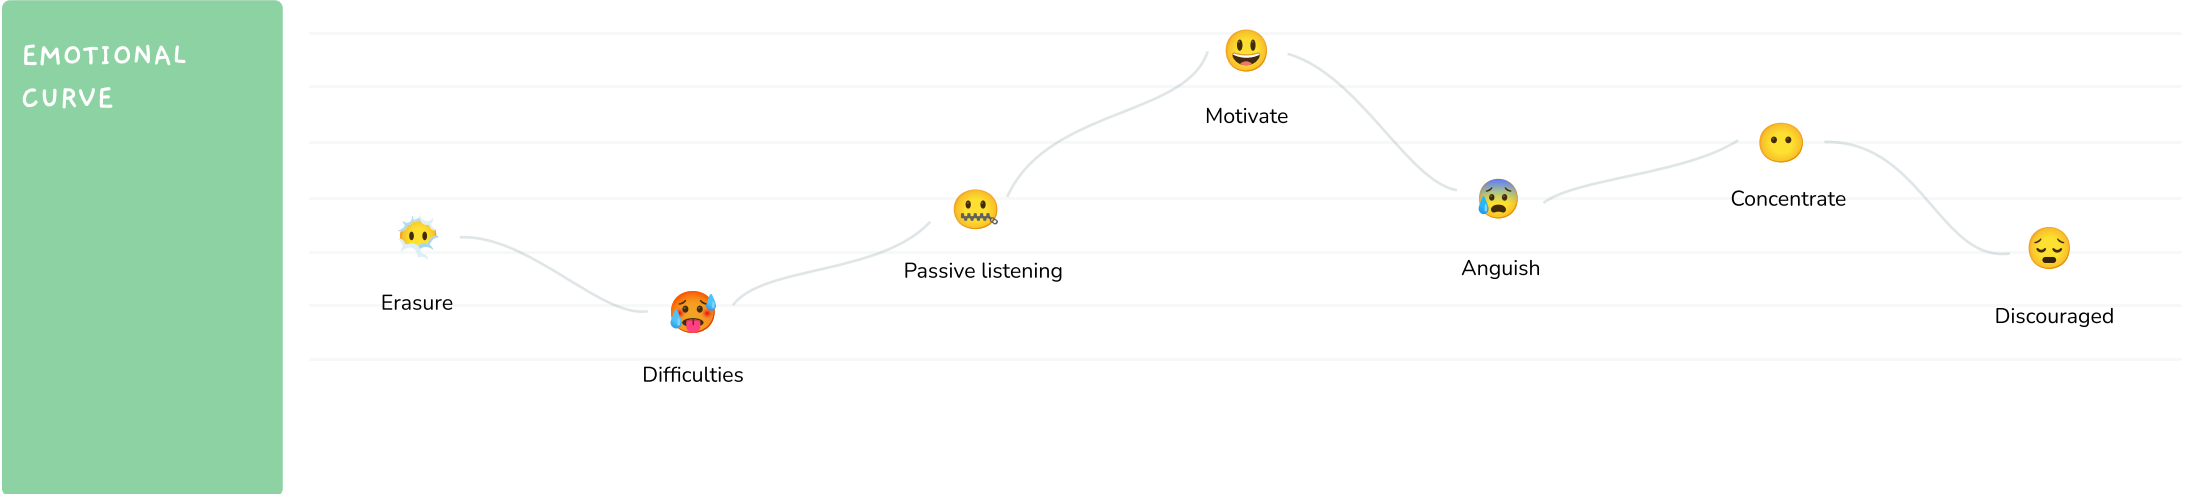 EMOTIONAL
CURVE
Erasure
Difficulties
Passive listening
Motivate
Anguish
Concentrate
Discouraged